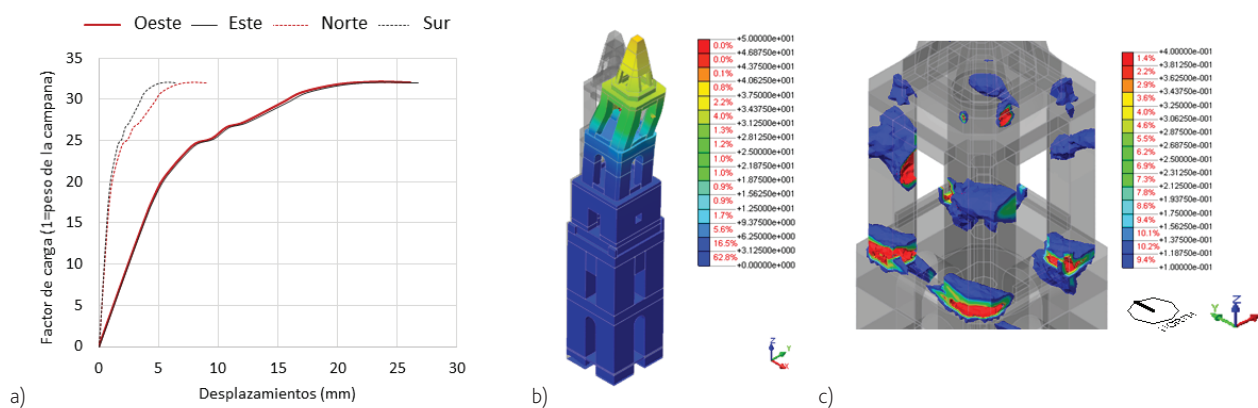 Oeste Este Norte Sur
Factor de canga (1=peso de la campana)
35
30
25
20
15
10
5
0
0 5 10 15 20 25 30
Desplazamientos (mm)
a)
+5.00000e+001
0.0% +4.68750e+001
0.0% +4.37500e+001
0.1% +4.06250e+001
0.8% +3.75000e+001
2.2% +3.43750e+001
4.0% +3.12500e+001
1.3% +2.81250e+001
1.2% +2.50000e+001
1.0% +2.18750e+001
1.0% +1.87500e+001
0.9% +1.56250e+001
0.9% +1.25000e+001
1.7% +9.37500e+000
5.6% +6.25000e+000
16.5% +3.12500e+000
62.8% +0.00000e+000
Z
Y
X
b)
+4.00000e-001
1.4% +3.81250e-001
2.2% +3.62500e-001
2.9% +3.43750e-001
3.6% +3.25000e-001
4.0% +3.06250e-001
4.6% +2.87500e-001
5.5% +2.68750e-001
6.2% +2.50000e-001
6.9% +2.31250e-001
7.3% +2.12500e-001
7.8% +1.93750e-001
8.6% +1.75000e-001
9.4% +1.56250e-001
10.1% +1.37500e-001
10.2% +1.18750e-001
9.4% +1.00000e-001
Z
Y
c)